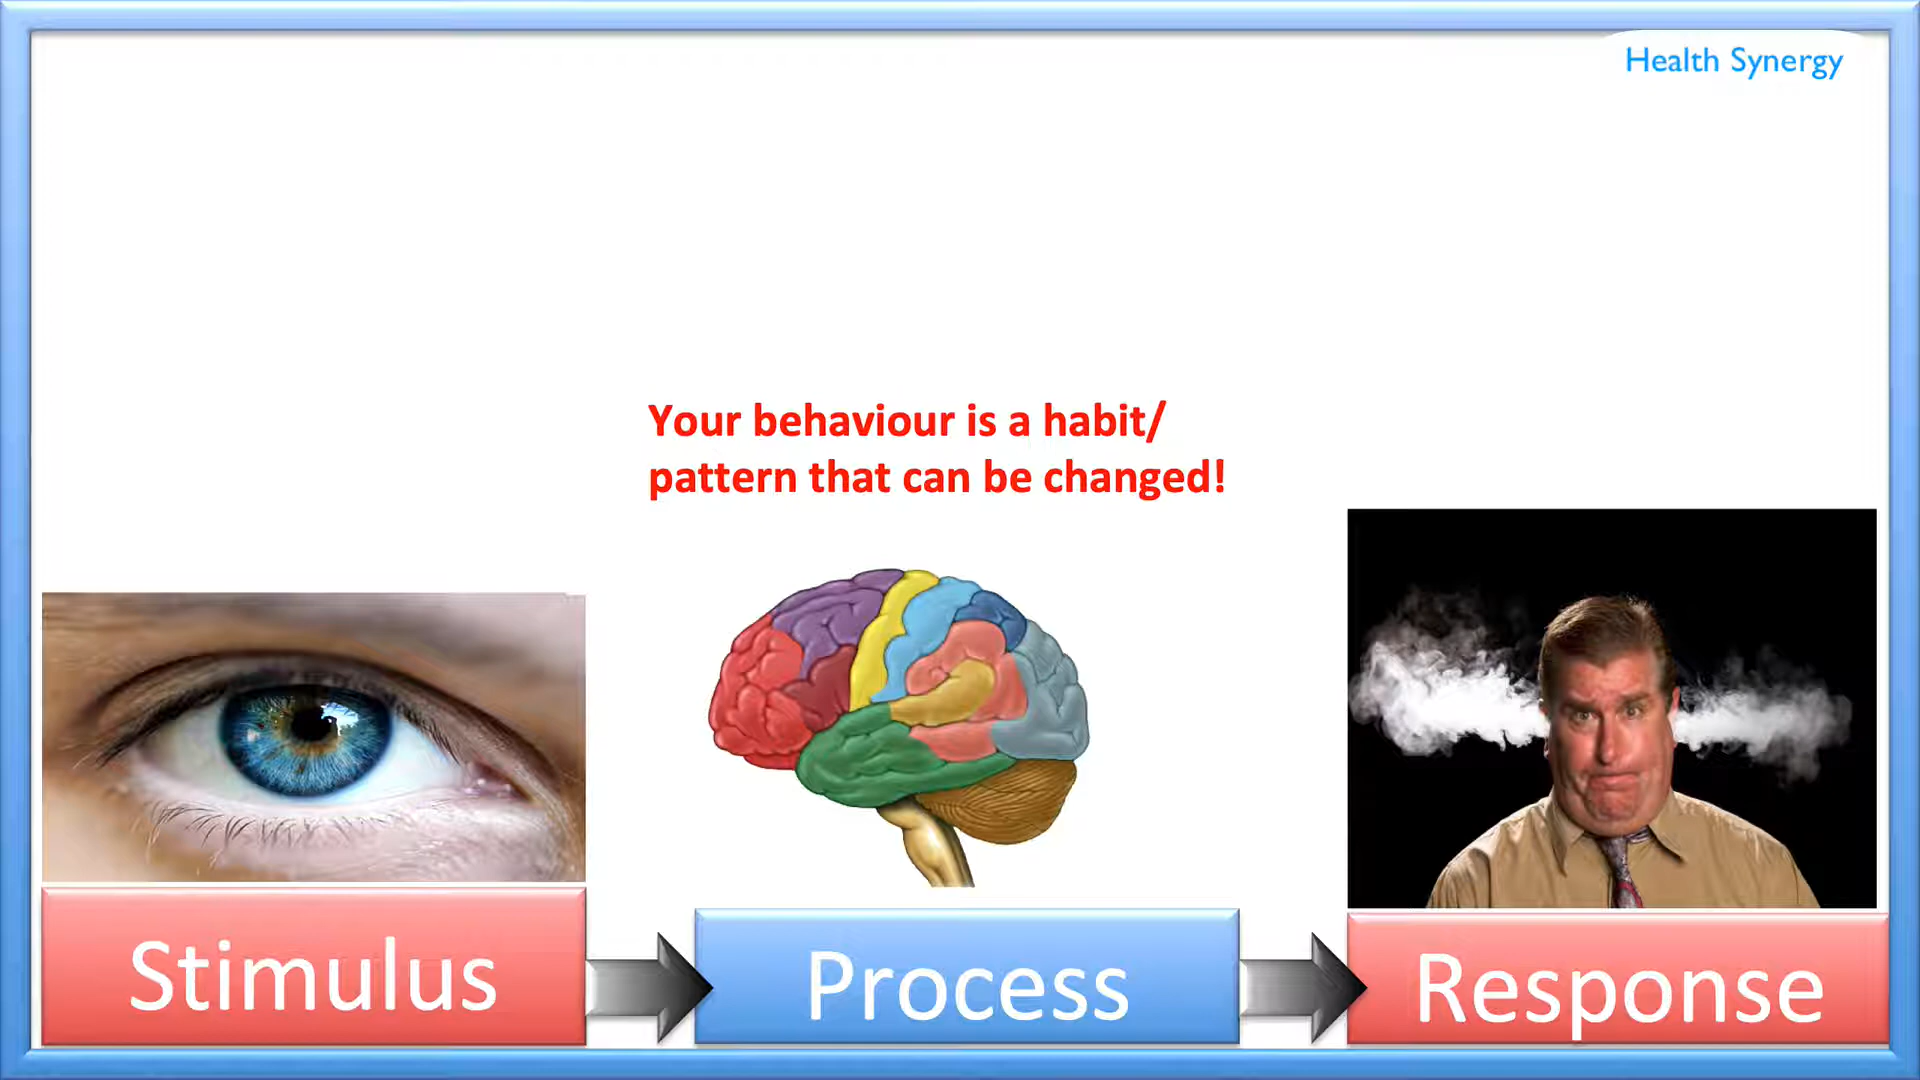 Health Synergy
Your behaviour is a habit/
pattern that can be changed!
Stimulus
Process
Response